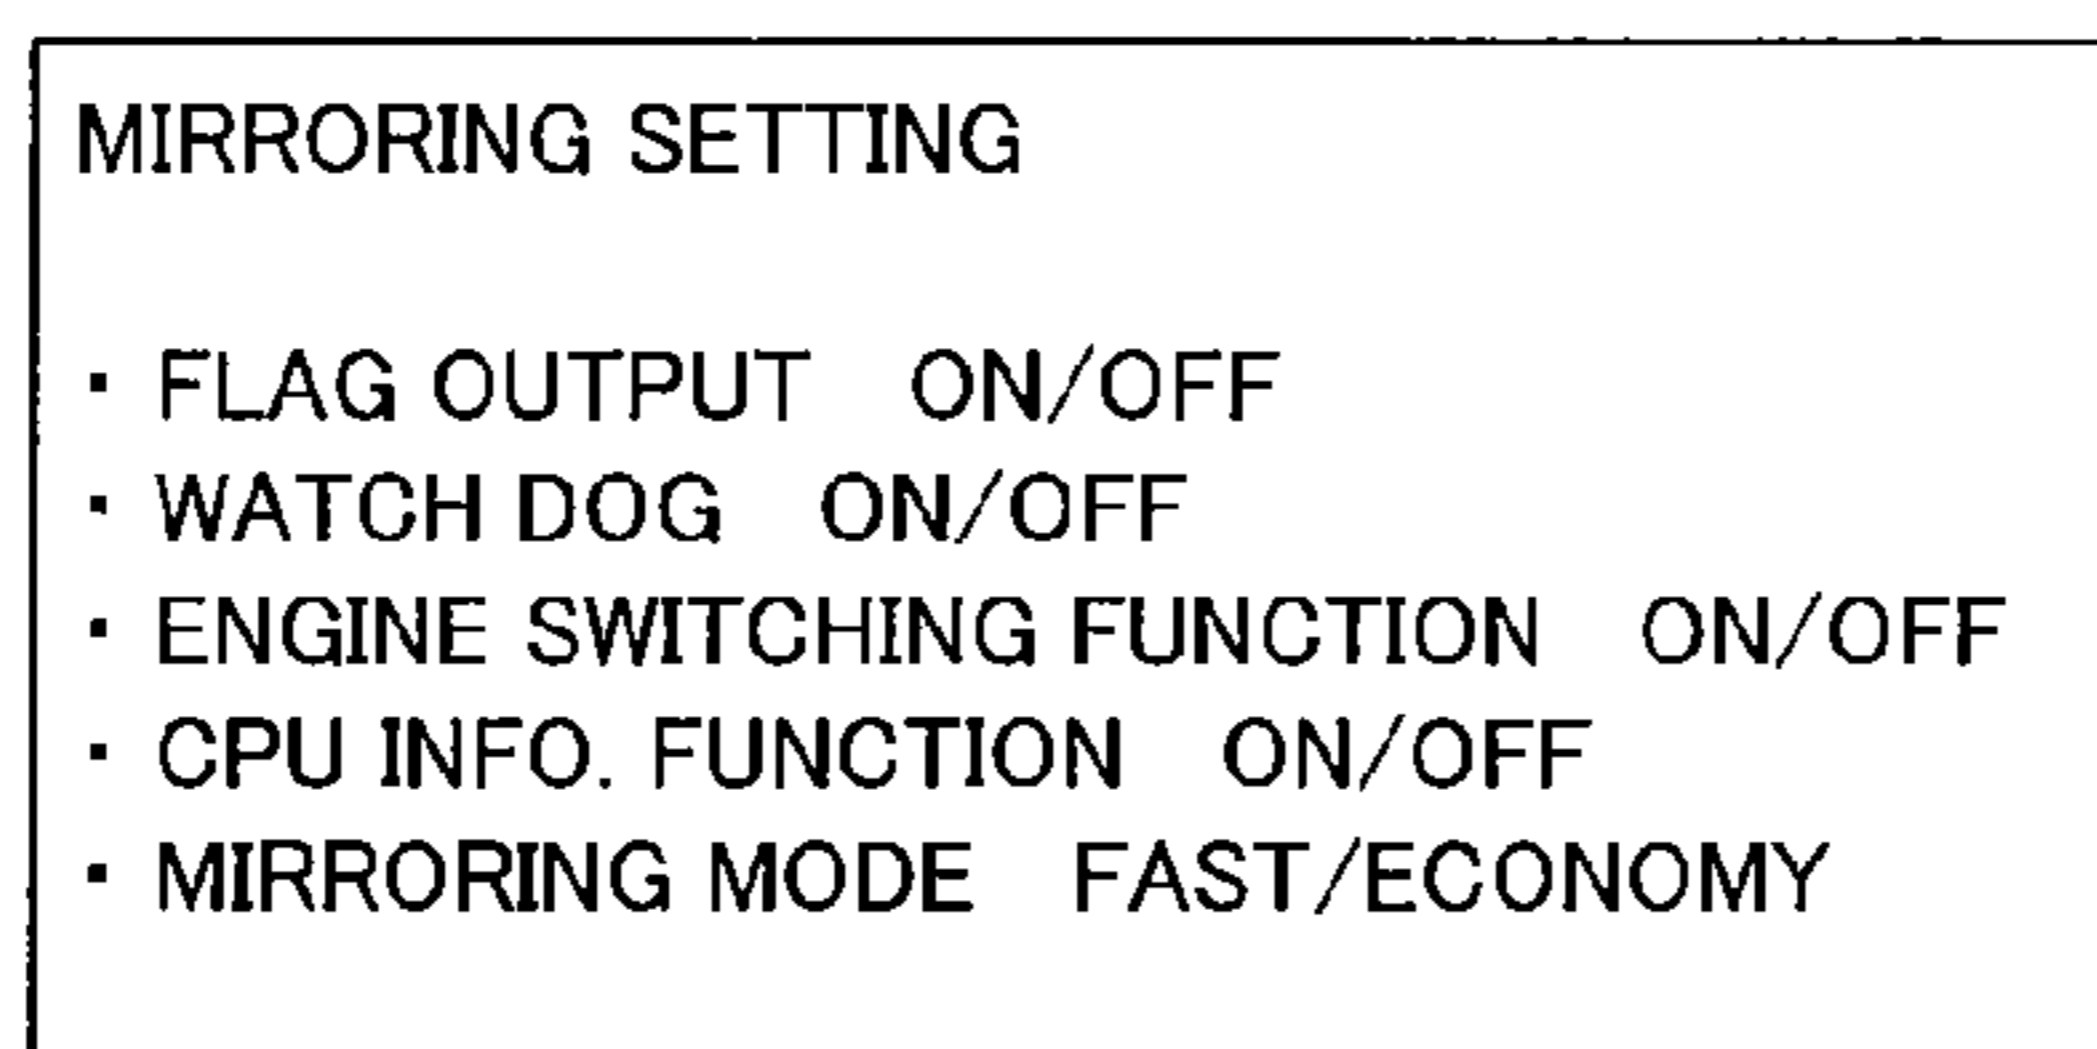 MIRRORING SETTING
・ FLAG OUTPUT ON/OFF
・ WATCH DOG ON/OFF
・ ENGINE SWITCHING FUNCTION ON/OFF
・ CPU INFO. FUNCTION ON/OFF
・ MIRRORING MODE FAST/ECONOMY